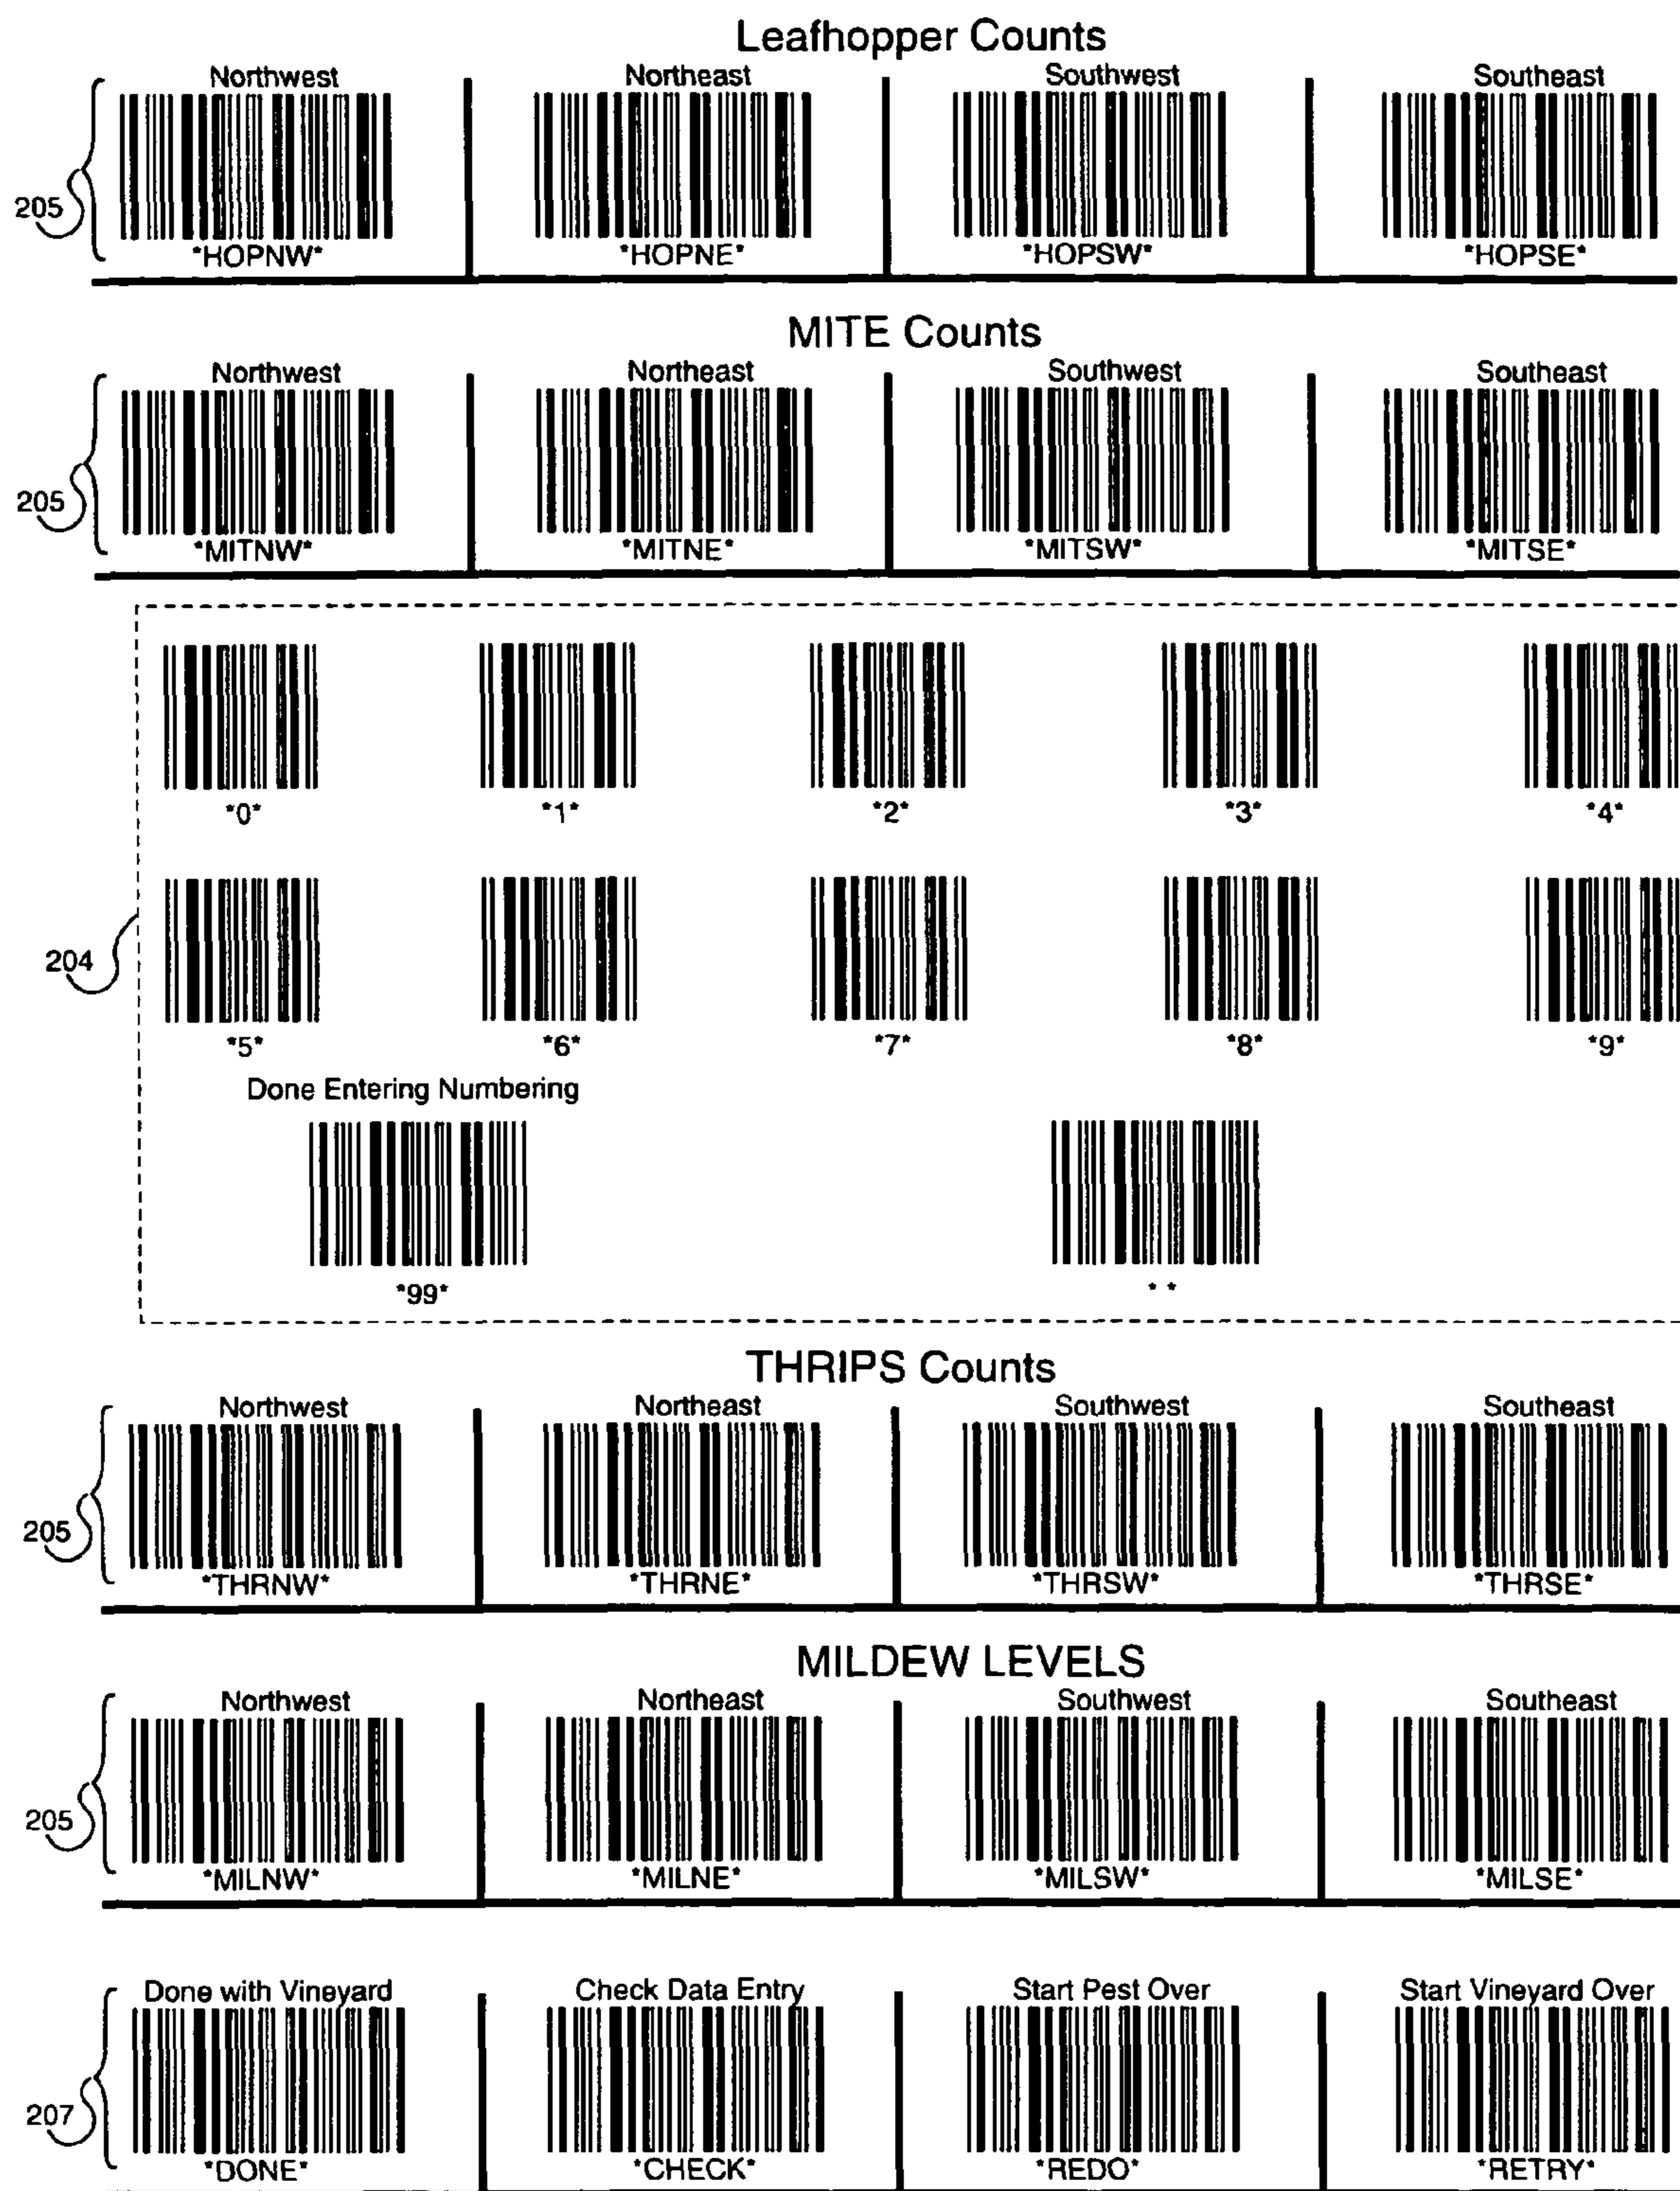 Leafhopper Counts
Northwest Northeast Southwest Southeast
205
*HOPNW* *HOPNE* *HOPSW* *HOPSE*
MITE Counts
Northwest Northeast Southwest Southeast
205
*MITNW* *MITNE* *MITSW* *MITSE*
*0* *1* *2* *3* *4*
204
*5* *6* *7* *8* *9*
Done Entering Numbering
*99* * *
THRIPS Counts
Northwest Northeast Southwest Southeast
205
*THRNW* *THRNE* *THRSW* *THRSE*
MILDEW LEVELS
Northwest Northeast Southwest Southeast
205
*MILNW* *MILNE* *MILSW* *MILSE*
Done with Vineyard Check Data Entry Start Pest Over Start Vineyard Over
207
*DONE* *CHECK* *REDO* *RETRY*